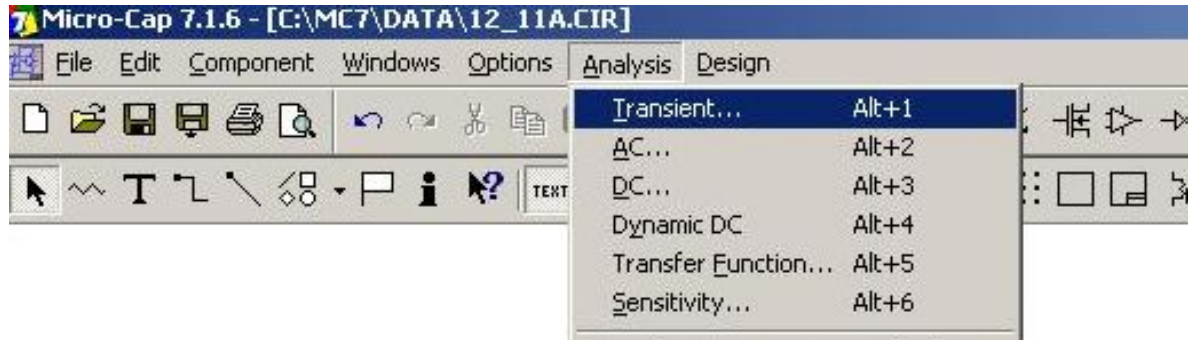 Micro-Cap 7.1.6 - [C:\MC7\DATA\12_11A.CIR]
File Edit Component Windows Options Analysis Design
Transient... Alt+1
AC... Alt+2
TEXT
DC... Alt+3
Dynamic DC Alt+4
Transfer Function... Alt+5
Sensitivity... Alt+6